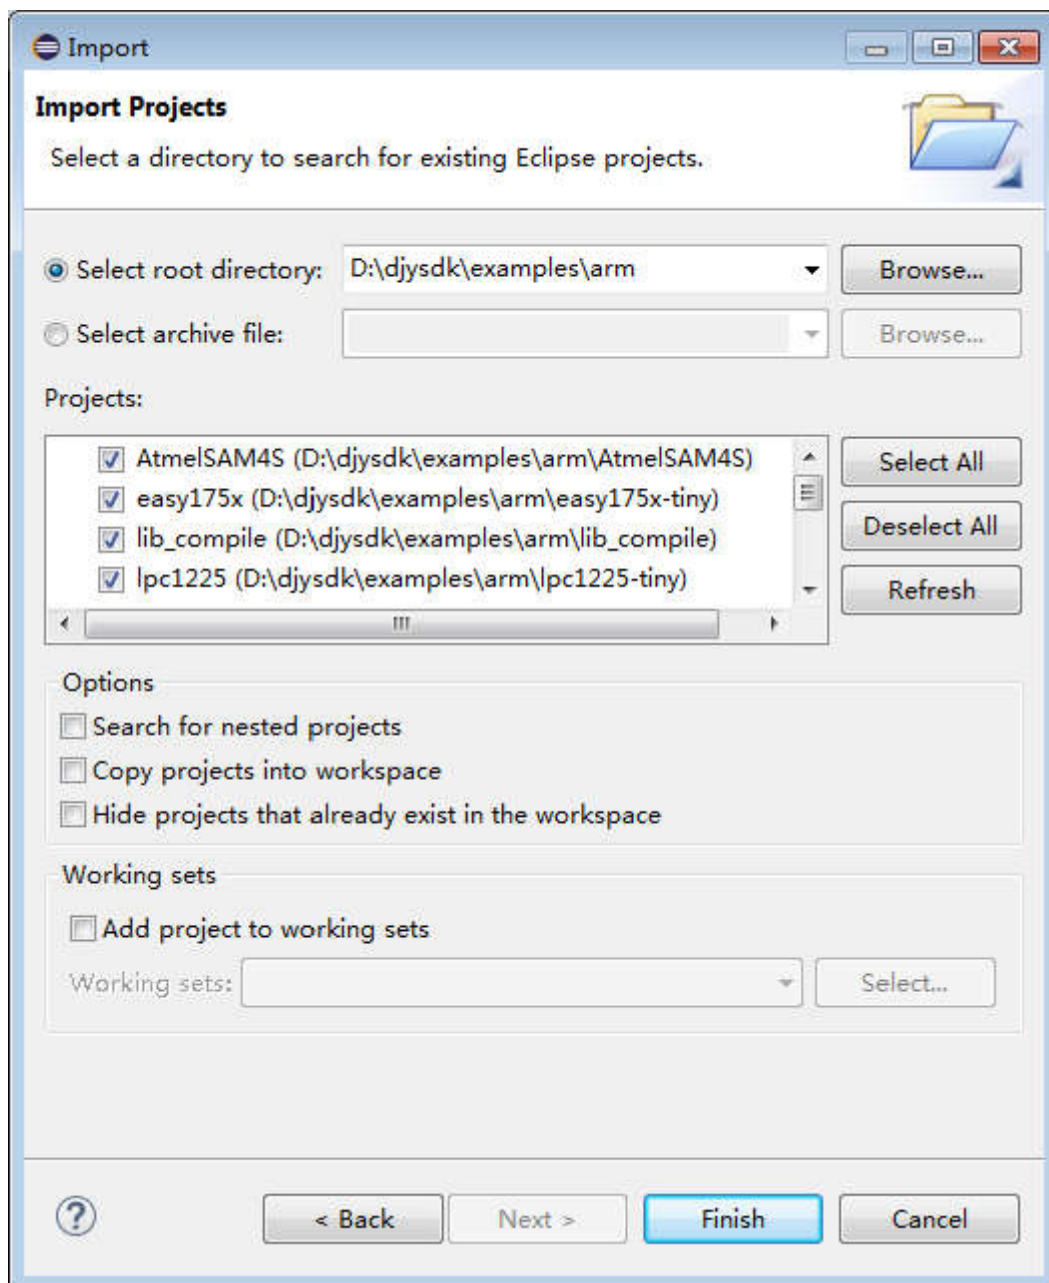 Import
Import Projects
Select a directory to search for existing Eclipse projects.
Select root directory: D:\djysdk\examples\arm Browse...
Select archive file: Browse...
Projects:
AtmelSAM4S (D:\djysdk\examples\arm\AtmelSAM4S)
easy175x (D:\djysdk\examples\arm\easy175x-tiny)
lib_compile (D:\djysdk\examples\arm\lib_compile)
lpc1225 (D:\djysdk\examples\arm\lpc1225-tiny)
Select All
Deselect All
Refresh
Options
Search for nested projects
Copy projects into workspace
Hide projects that already exist in the workspace
Working sets
Add project to working sets
Working sets: Select...
? < Back Next > Finish Cancel